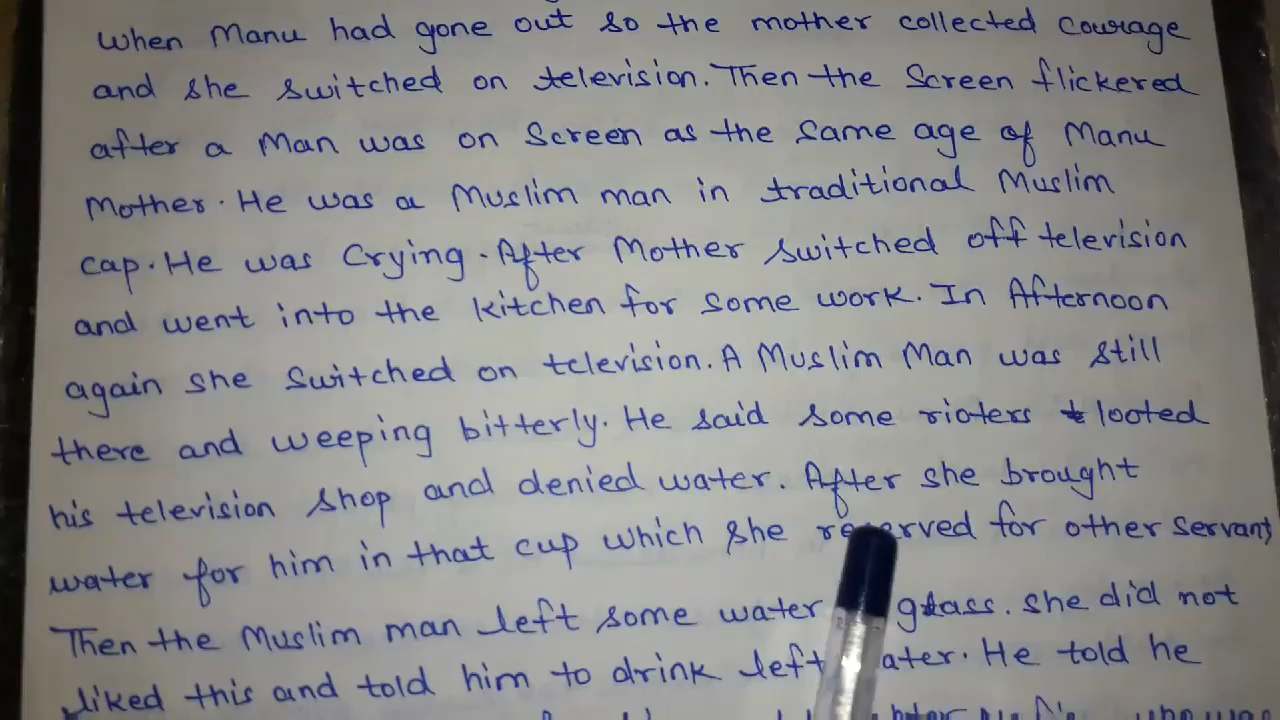 When Manu had gone out so the mother collected courage
and she switched on television. Then the Screen flickered
after a Man was on Screen as the same age of Manu
Mother. He was a Muslim man in traditional Muslim
cap. He was Crying. After Mother switched off television
and went into the kitchen for some work. In Afternoon
again she switched on television. A Muslim Man was still
there and weeping bitterly. He said some rioters looted
his television shop and denied water. After she brought
water for him in that cup which she reserved for other servant
Then the Muslim man left some water glass. she did not
liked this and told him to drink left water. He told he